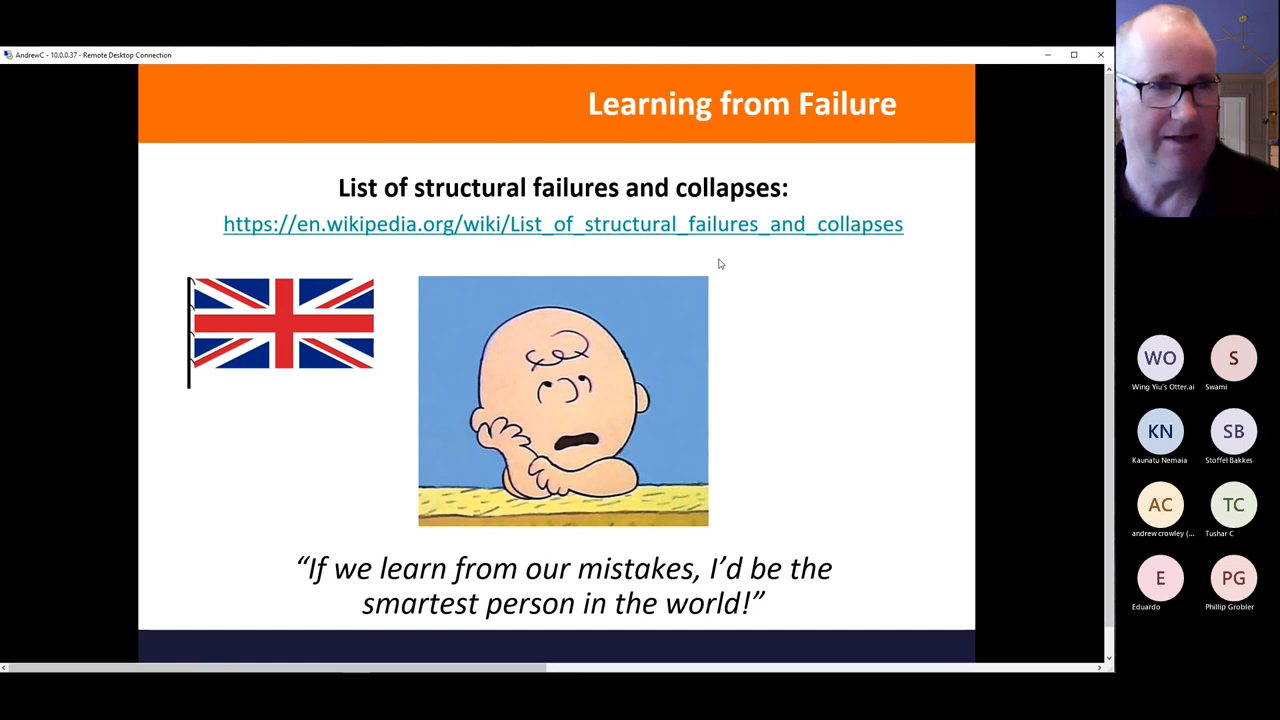 AndrewC - 10.0.0.37 - Remote Desktop Connection
Learning from Failure
List of structural failures and collapses:
https://en.wikipedia.org/wiki/List_of_structural_failures_and_collapses
“If we learn from our mistakes, I’d be the
smartest person in the world!”
WO
S
Wing Yiu's Otter.ai
Swami
KN
SB
Kaunatu Nemaia
Stoffel Bakkes
AC
TC
andrew crowley (...
Tushar C
E
PG
Eduardo
Phillip Grobler